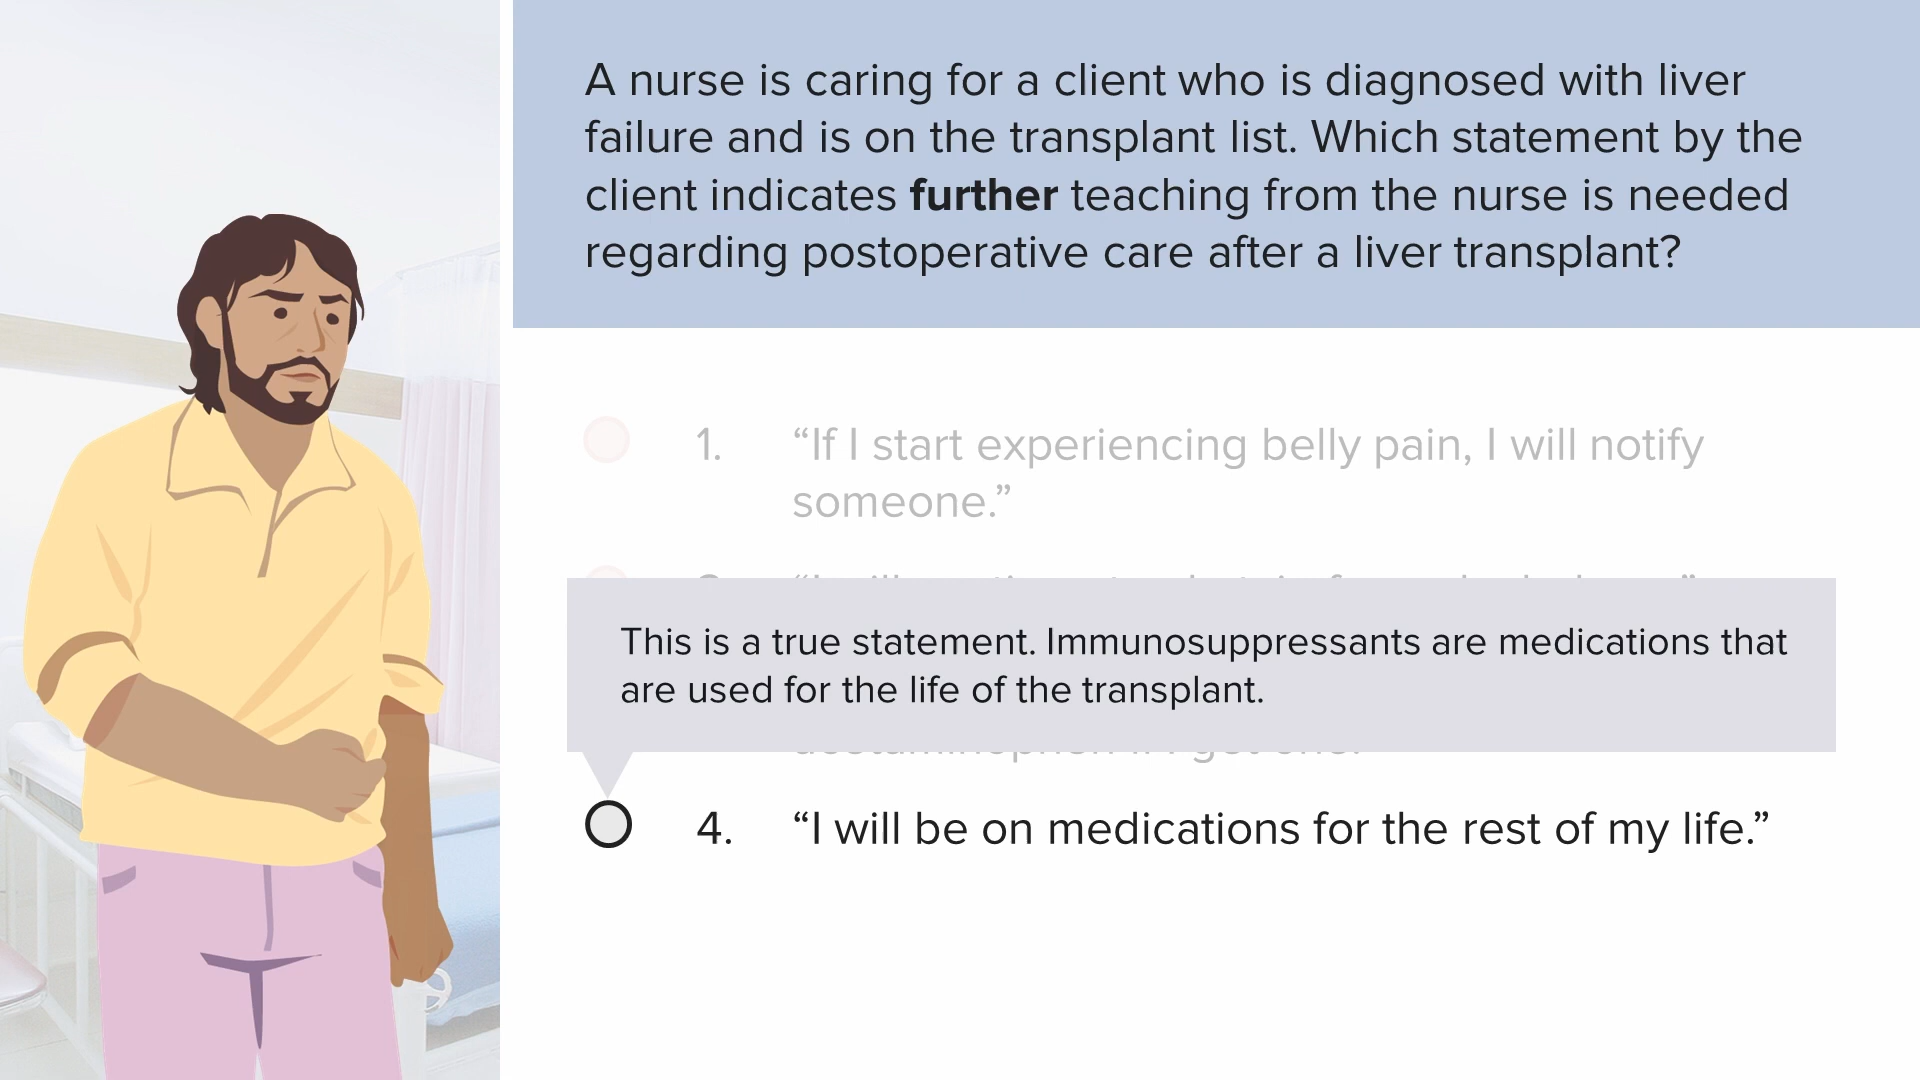 A nurse is caring for a client who is diagnosed with liver
failure and is on the transplant list. Which statement by the
client indicates further teaching from the nurse is needed
regarding postoperative care after a liver transplant?
1. “If I start experiencing belly pain, I will notify
someone.”
This is a true statement. Immunosuppressants are medications that
are used for the life of the transplant.
4. “I will be on medications for the rest of my life.”